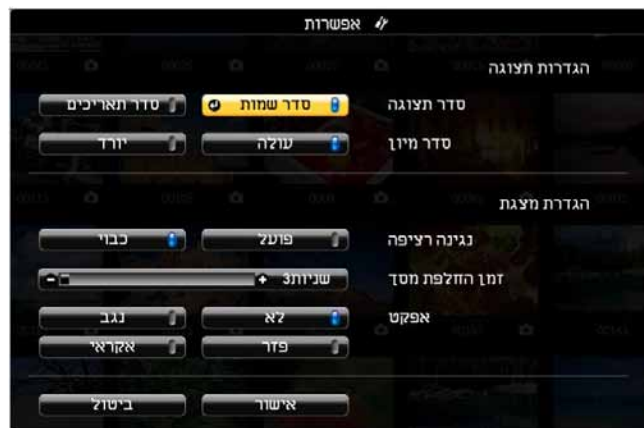 אפשרות
הגדרות תצוגה
סדר תצוגה סדר שמות סדר תאריכים
סדר מיון עולה יורד
הגדרת מצגת
נגינה רציפה פועל כבוי
זמן החלפת מסך שניות3
אפקט לא נגב
פזר אקראי
אישור ביטול